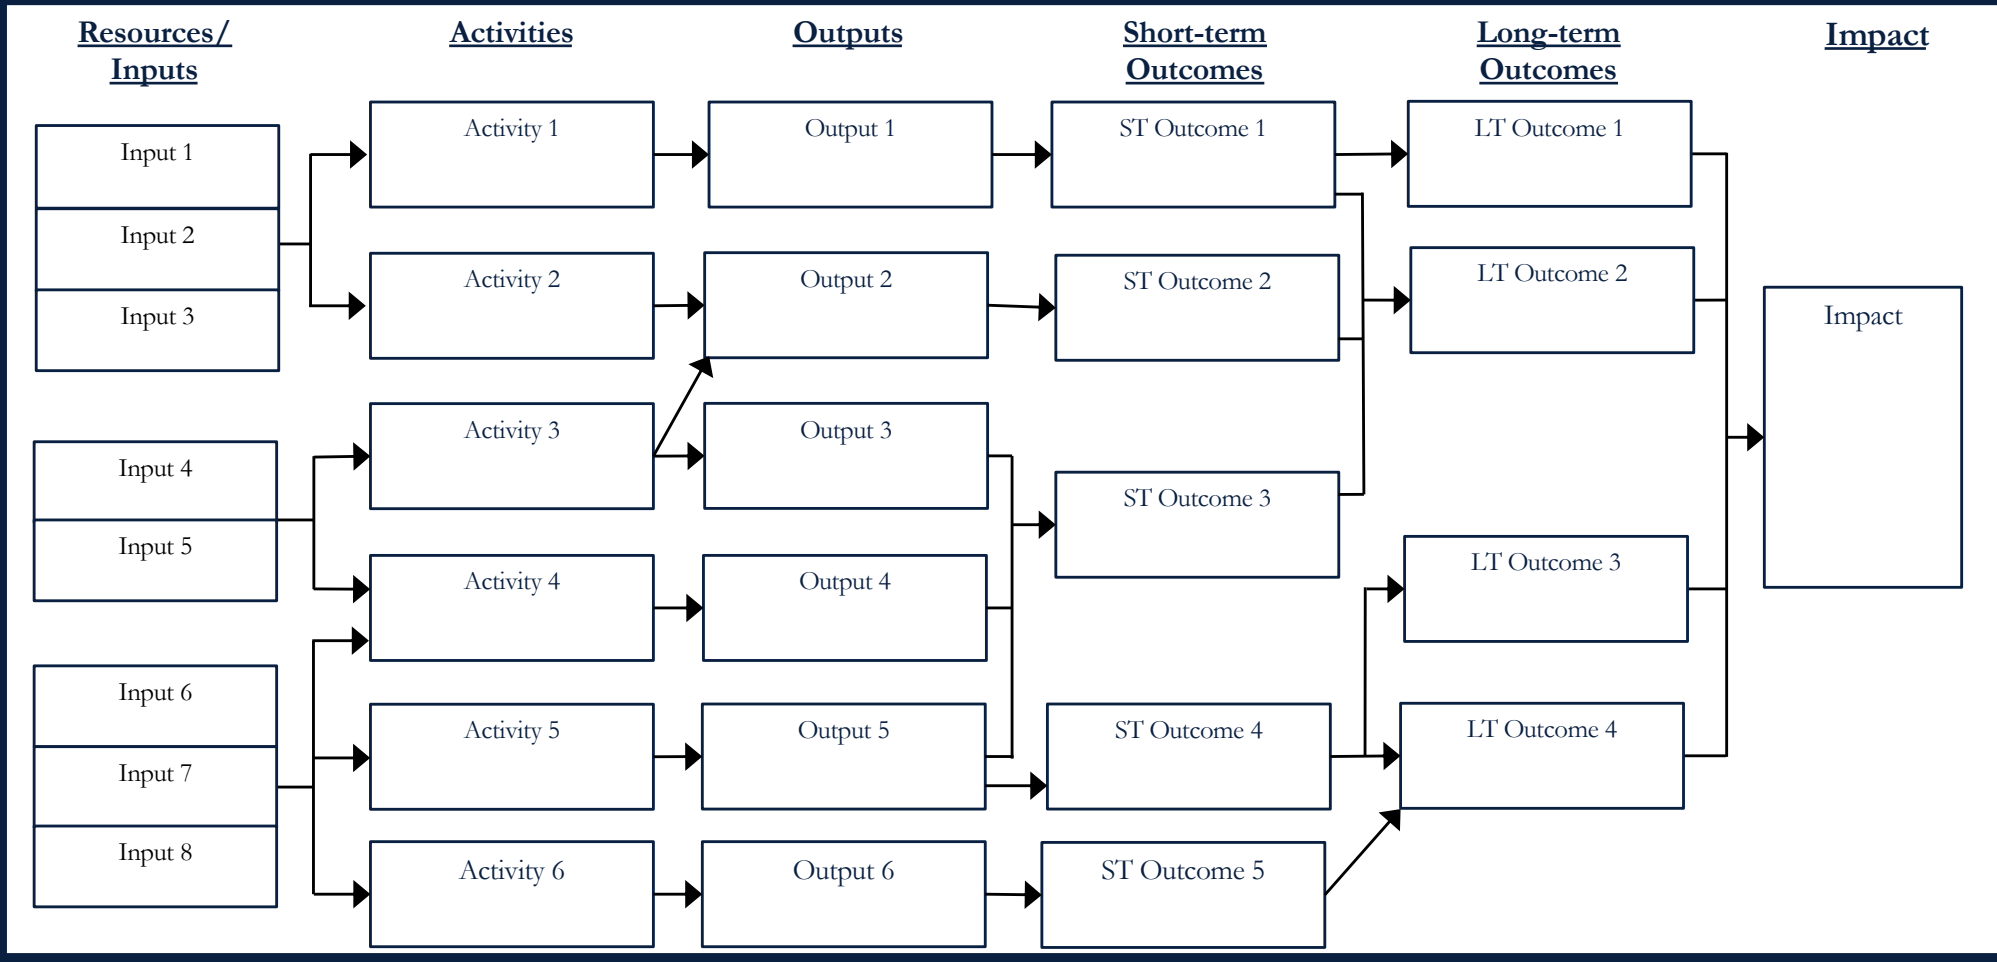 Resources/
Inputs
Activities
Outputs
Short-term
Outcomes
Long-term
Outcomes
Impact
Input 1
Input 2
Input 3
Input 4
Input 5
Input 6
Input 7
Input 8
Activity 1
Activity 2
Activity 3
Activity 4
Activity 5
Activity 6
Output 1
Output 2
Output 3
Output 4
Output 5
Output 6
ST Outcome 1
ST Outcome 2
ST Outcome 3
ST Outcome 4
ST Outcome 5
LT Outcome 1
LT Outcome 2
LT Outcome 3
LT Outcome 4
Impact